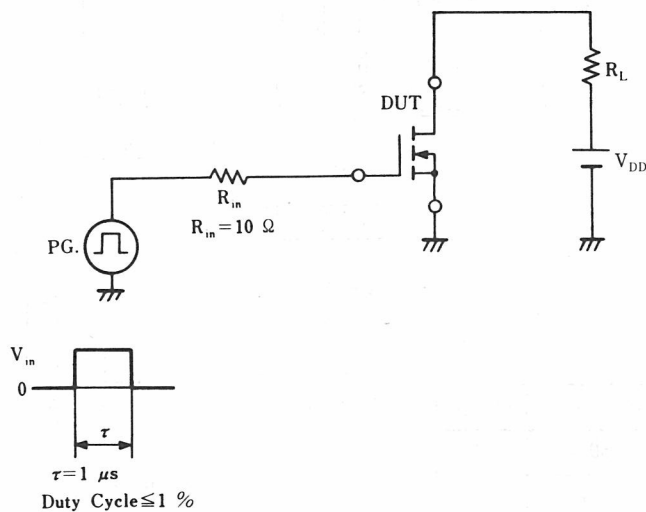 R_L
DUT
V_DD
R_in
R_in=10 Ω
PG.
V_in
0
τ
τ=1 μs
Duty Cycle≦1 %